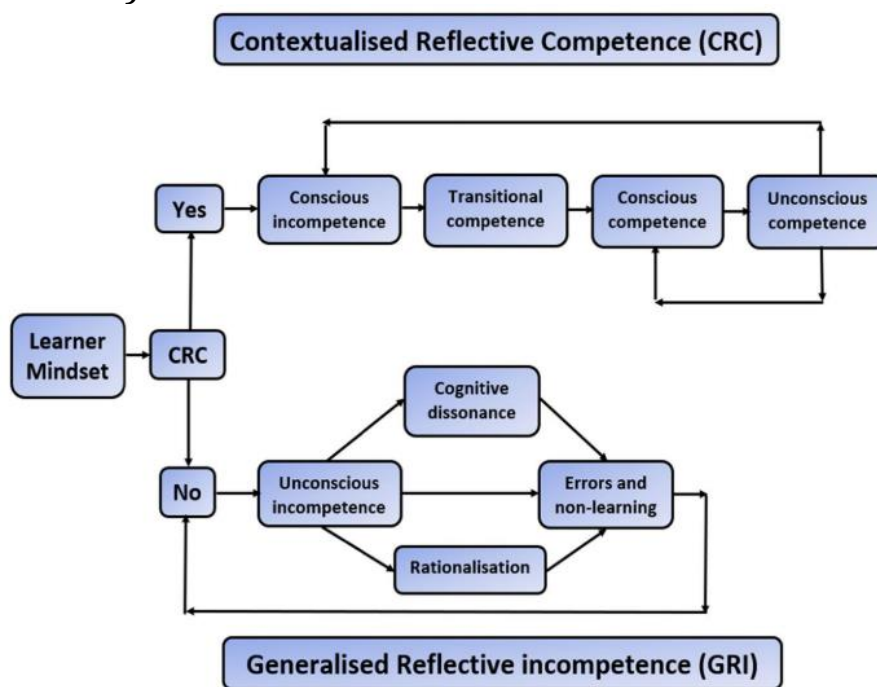 Contextualised Reflective Competence (CRC)
Yes
Conscious
incompetence
Transitional
competence
Conscious
competence
Unconscious
competence
Learner
Mindset
CRC
Cognitive
dissonance
No
Unconscious
incompetence
Errors and
non-learning
Rationalisation
Generalised Reflective incompetence (GRI)